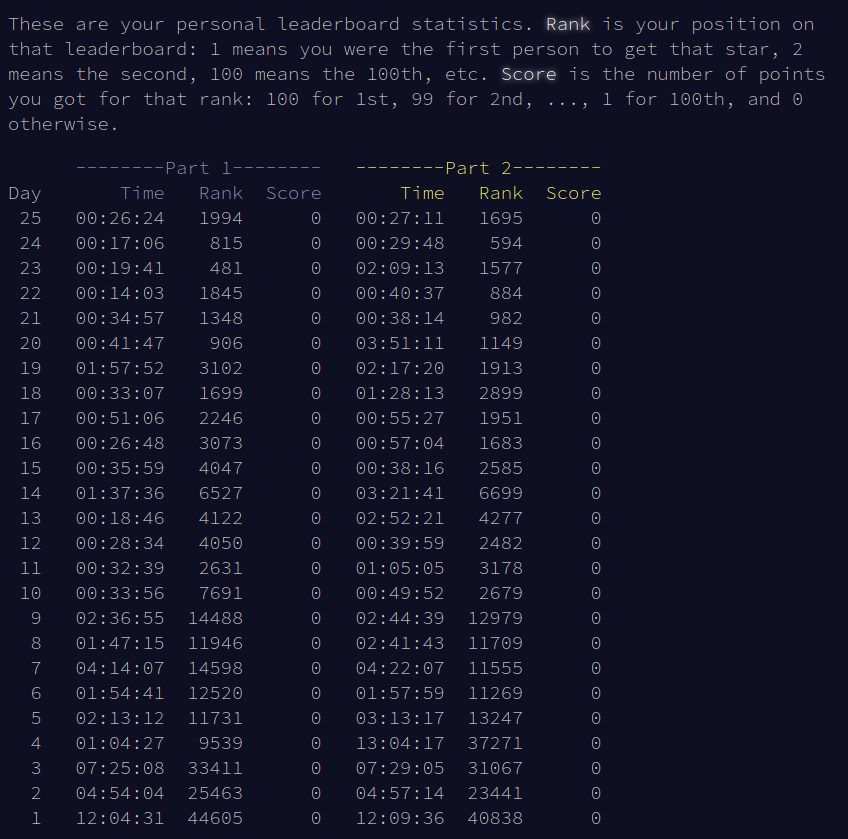 These are your personal leaderboard statistics. Rank is your position on
that leaderboard: 1 means you were the first person to get that star, 2
means the second, 100 means the 100th, etc. Score is the number of points
you got for that rank: 100 for 1st, 99 for 2nd, ..., 1 for 100th, and 0
otherwise.
      --------Part 1--------   --------Part 2--------
Day       Time   Rank  Score       Time   Rank  Score
 25   00:26:24   1994      0   00:27:11   1695      0
 24   00:17:06    815      0   00:29:48    594      0
 23   00:19:41    481      0   02:09:13   1577      0
 22   00:14:03   1845      0   00:40:37    884      0
 21   00:34:57   1348      0   00:38:14    982      0
 20   00:41:47    906      0   03:51:11   1149      0
 19   01:57:52   3102      0   02:17:20   1913      0
 18   00:33:07   1699      0   01:28:13   2899      0
 17   00:51:06   2246      0   00:55:27   1951      0
 16   00:26:48   3073      0   00:57:04   1683      0
 15   00:35:59   4047      0   00:38:16   2585      0
 14   01:37:36   6527      0   03:21:41   6699      0
 13   00:18:46   4122      0   02:52:21   4277      0
 12   00:28:34   4050      0   00:39:59   2482      0
 11   00:32:39   2631      0   01:05:05   3178      0
 10   00:33:56   7691      0   00:49:52   2679      0
  9   02:36:55  14488      0   02:44:39  12979      0
  8   01:47:15  11946      0   02:41:43  11709      0
  7   04:14:07  14598      0   04:22:07  11555      0
  6   01:54:41  12520      0   01:57:59  11269      0
  5   02:13:12  11731      0   03:13:17  13247      0
  4   01:04:27   9539      0   13:04:17  37271      0
  3   07:25:08  33411      0   07:29:05  31067      0
  2   04:54:04  25463      0   04:57:14  23441      0
  1   12:04:31  44605      0   12:09:36  40838      0